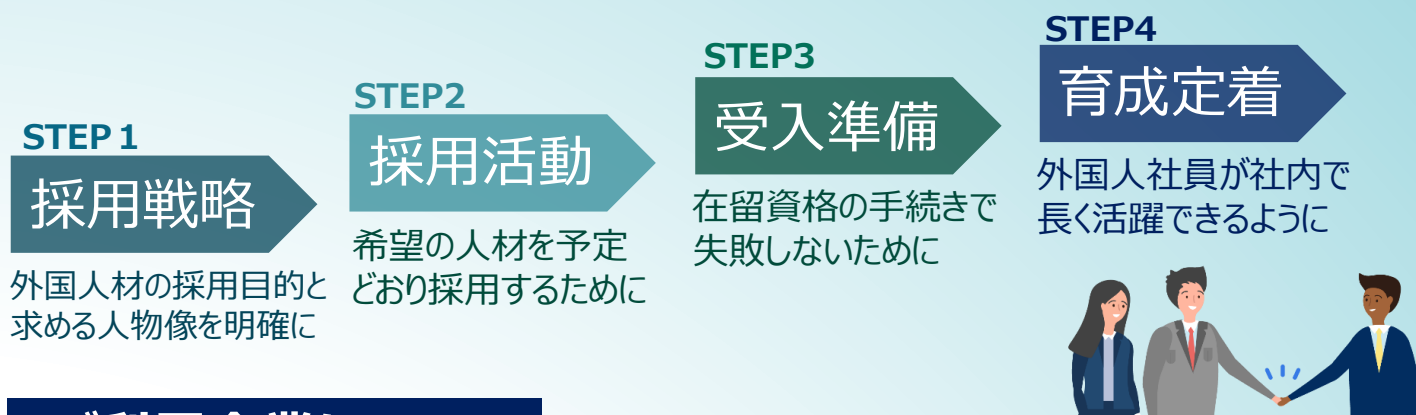 STEP１
採用戦略
外国人材の採用目的と
求める人物像を明確に
STEP2
採用活動
希望の人材を予定
どおり採用するために
STEP3
受入準備
在留資格の手続きで
失敗しないために
STEP4
育成定着
外国人社員が社内で
長く活躍できるように